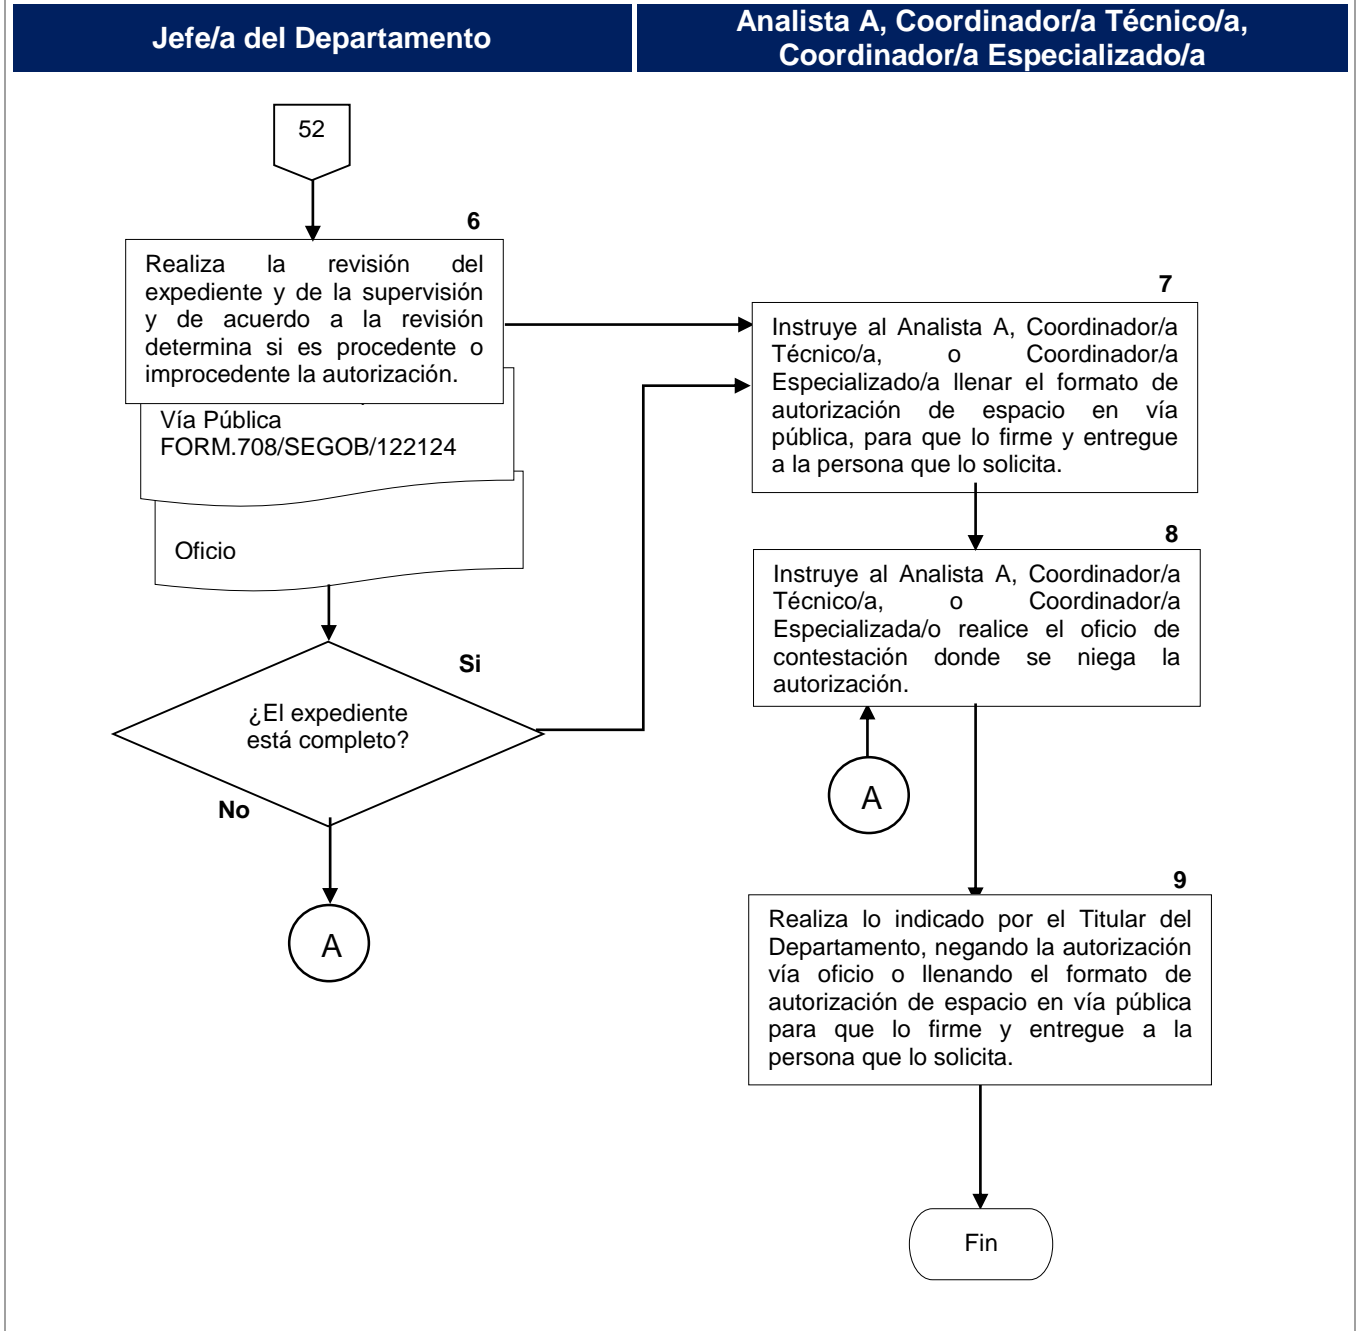 Jefe/a del Departamento
Analista A, Coordinador/a Técnico/a,
Coordinador/a Especializado/a
52
6
Realiza la revisión del
expediente y de la supervisión
y de acuerdo a la revisión
determina si es procedente o
improcedente la autorización.
Vía Pública
FORM.708/SEGOB/122124
Oficio
Si
¿El expediente
está completo?
No
A
7
Instruye al Analista A, Coordinador/a
Técnico/a, o Coordinador/a
Especializado/a llenar el formato de
autorización de espacio en vía
pública, para que lo firme y entregue
a la persona que lo solicita.
8
Instruye al Analista A, Coordinador/a
Técnico/a, o Coordinador/a
Especializada/o realice el oficio de
contestación donde se niega la
autorización.
A
9
Realiza lo indicado por el Titular del
Departamento, negando la autorización
vía oficio o llenando el formato de
autorización de espacio en vía pública
para que lo firme y entregue a la
persona que lo solicita.
Fin